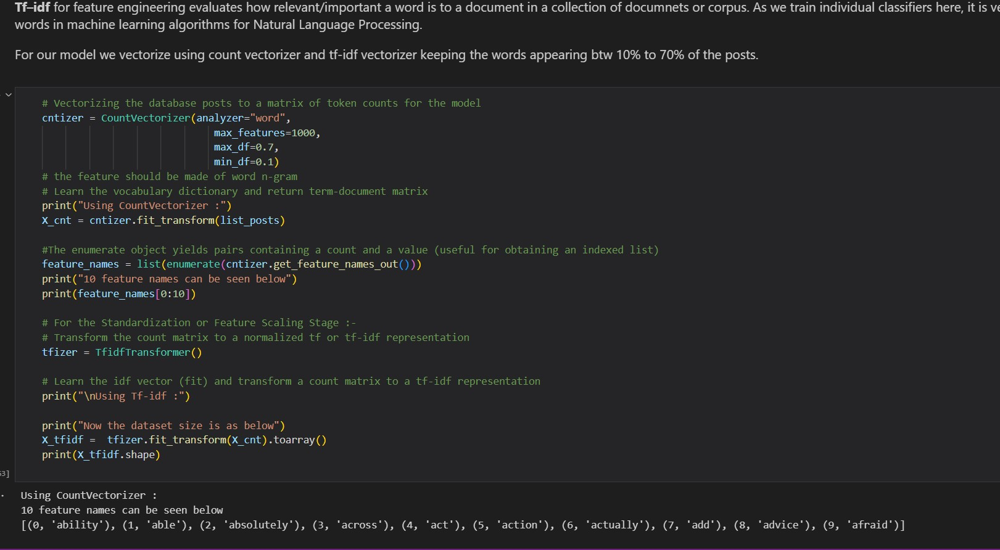 Tf–idf for feature engineering evaluates how relevant/important a word is to a document in a collection of documnets or corpus. As we train individual classifiers here, it is
words in machine learning algorithms for Natural Language Processing.
For our model we vectorize using count vectorizer and tf-idf vectorizer keeping the words appearing btw 10% to 70% of the posts.
# Vectorizing the database posts to a matrix of token counts for the model
cntizer = CountVectorizer(analyzer="word",
max_features=1000,
max_df=0.7,
min_df=0.1)
# the feature should be made of word n-gram
# Learn the vocabulary dictionary and return term-document matrix
print("Using CountVectorizer :")
X_cnt = cntizer.fit_transform(list_posts)
#The enumerate object yields pairs containing a count and a value (useful for obtaining an indexed list)
feature_names = list(enumerate(cntizer.get_feature_names_out()))
print("10 feature names can be seen below")
print(feature_names[0:10])
# For the Standardization or Feature Scaling Stage :-
# Transform the count matrix to a normalized tf or tf-idf representation
tfizer = TfidfTransformer()
# Learn the idf vector (fit) and transform a count matrix to a tf-idf representation
print("\nUsing Tf-idf :")
print("Now the dataset size is as below")
X_tfidf =  tfizer.fit_transform(X_cnt).toarray()
print(X_tfidf.shape)
3]
Using CountVectorizer :
10 feature names can be seen below
[(0, 'ability'), (1, 'able'), (2, 'absolutely'), (3, 'across'), (4, 'act'), (5, 'action'), (6, 'actually'), (7, 'add'), (8, 'advice'), (9, 'afraid')]